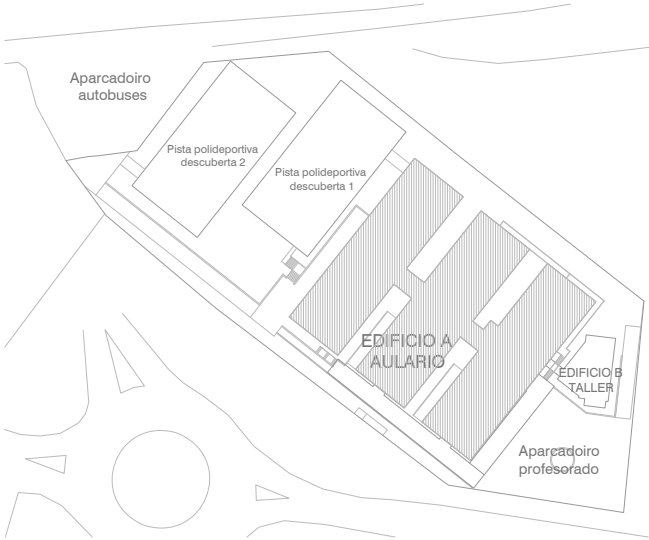 Aparcadoiro
autobuses
Pista polideportiva
descuberta 2
Pista polideportiva
descuberta 1
EDIFICIO A
AULARIO
EDIFICIO B
TALLER
Aparcadoiro
profesorado